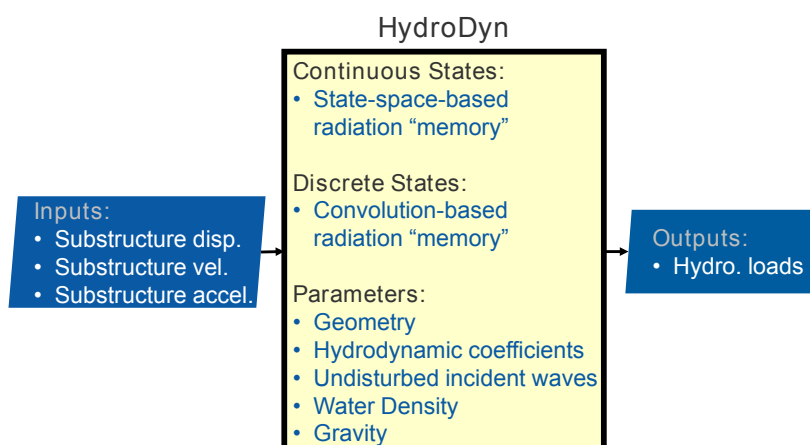 HydroDyn
Inputs:
• Substructure disp.
• Substructure vel.
• Substructure accel.
Continuous States:
• State-space-based
radiation “memory”
Discrete States:
• Convolution-based
radiation “memory”
Parameters:
• Geometry
• Hydrodynamic coefficients
• Undisturbed incident waves
• Water Density
• Gravity
Outputs:
• Hydro. loads